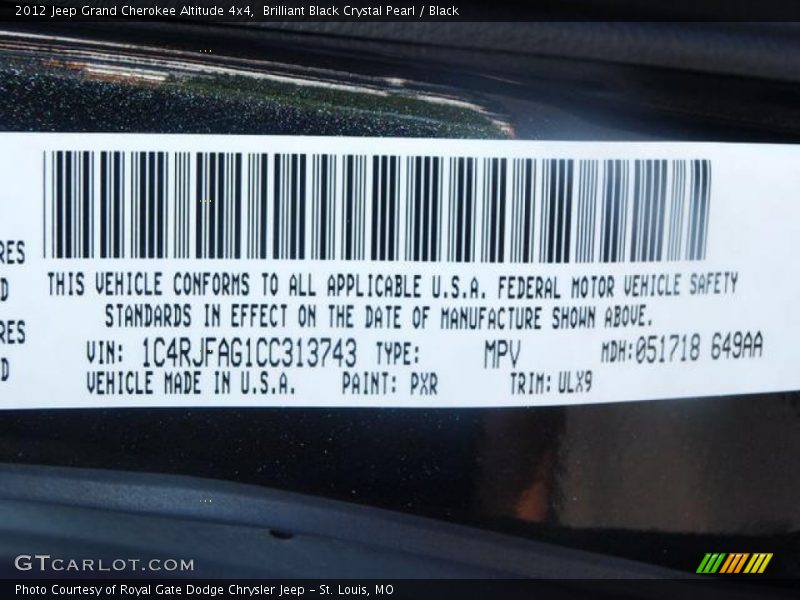 2012 Jeep Grand Cherokee Altitude 4x4, Brilliant Black Crystal Pearl / Black
RES
D
RES
D
THIS VEHICLE CONFORMS TO ALL APPLICABLE U.S.A. FEDERAL MOTOR VEHICLE SAFETY
STANDARDS IN EFFECT ON THE DATE OF MANUFACTURE SHOWN ABOVE.
VIN: 1C4RJFAG1CC313743 TYPE: MPV MDH:051718 649AA
VEHICLE MADE IN U.S.A. PAINT: PXR TRIM: ULX9
GTCARLOT.COM
Photo Courtesy of Royal Gate Dodge Chrysler Jeep – St. Louis, MO